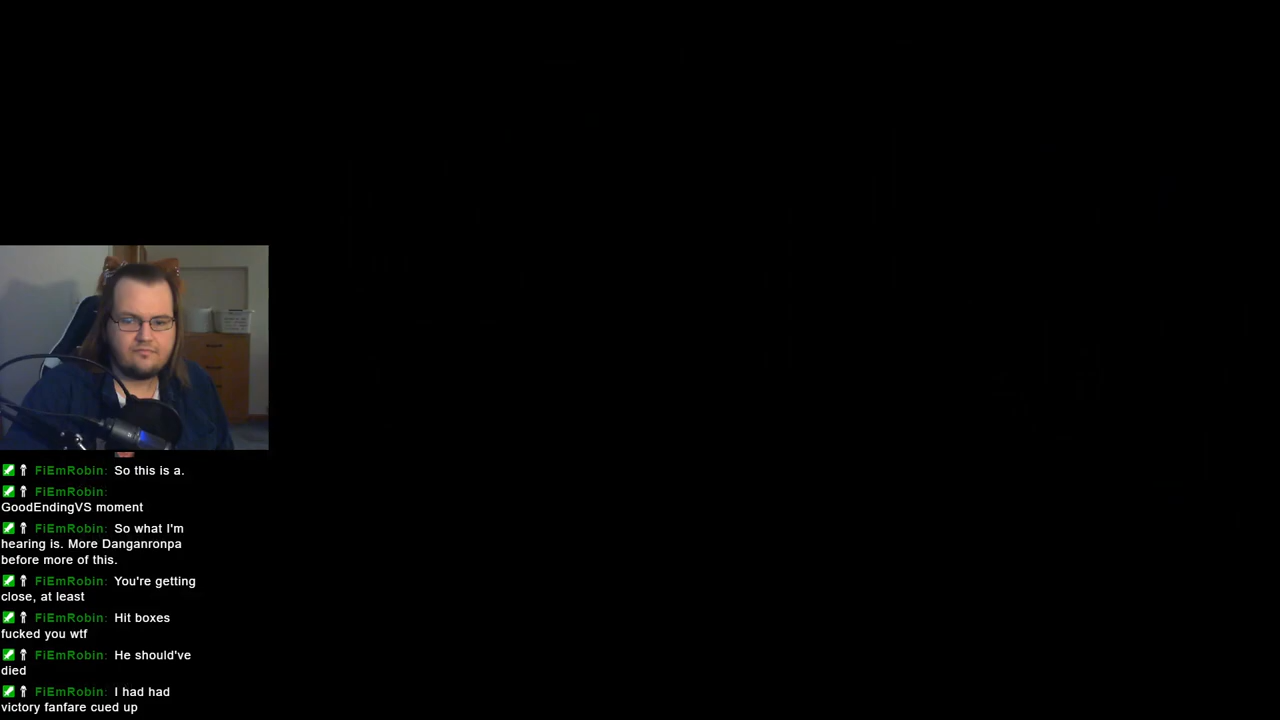 FiEmRobin: So this is a.
FiEmRobin:
GoodEndingVS moment
FiEmRobin: So what I'm
hearing is. More Danganronpa
before more of this.
FiEmRobin: You're getting
close, at least
FiEmRobin: Hit boxes
fucked you wtf
FiEmRobin: He should've
died
FiEmRobin: I had had
victory fanfare cued up